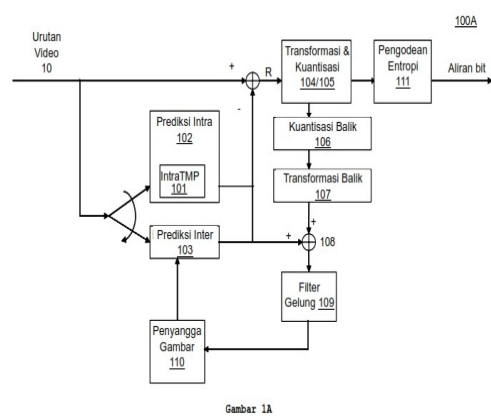 100A
Urutan
Video
10
+
R
Transformasi &
Kuantisasi
104/105
Pengodean
Entropi
111
Aliran bit
-
Prediksi Intra
102
IntraTMP
101
Kuantisasi Balik
106
Transformasi Balik
107
Prediksi Inter
103
+
+
108
Filter
Gelung 109
Penyangga
Gambar
110
Gambar 1A